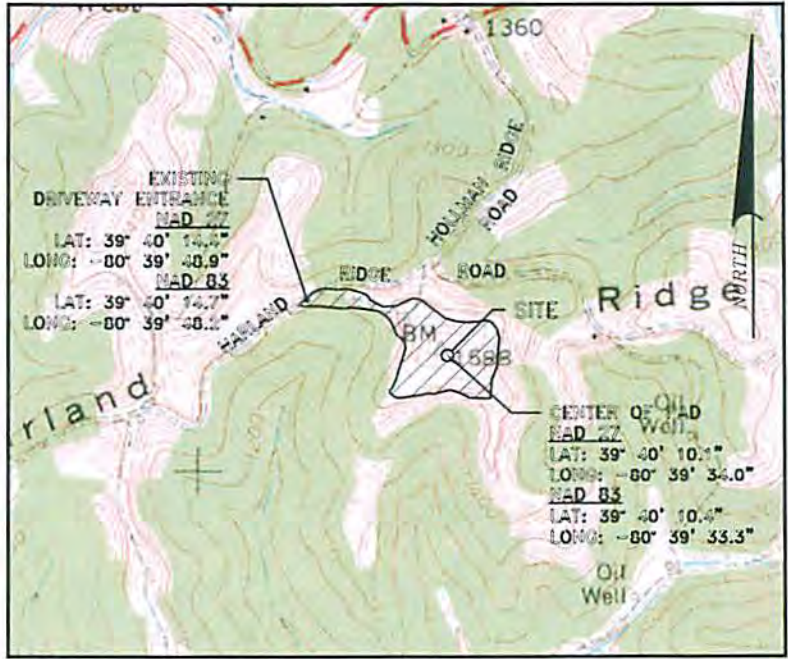 West
1360
HOLLMAN RIDGE
ROAD
EXISTING
DRIVEWAY ENTRANCE
NAD 27
LAT: 39° 40' 14.4"
LONG: -80° 39' 48.9"
NAD 83
LAT: 39° 40' 14.7"
LONG: -80° 39' 48.2"
HARLAND
RIDGE ROAD
SITE
Ridge
NORTH
BM
1588
rland
Oil
Well
CENTER OF PAD
NAD 27
LAT: 39° 40' 10.1"
LONG: -80° 39' 34.0"
NAD 83
LAT: 39° 40' 10.4"
LONG: -80° 39' 33.3"
Oil
Well